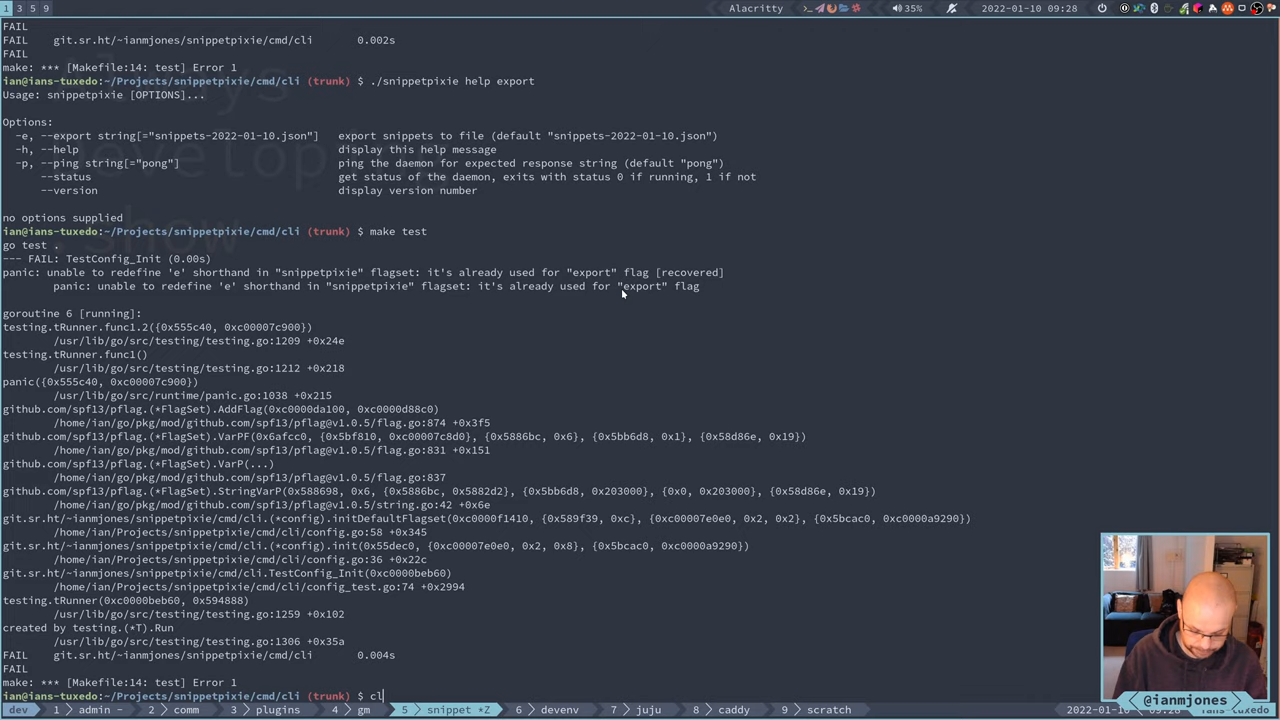 1 3 5 9
Alacritty
35%
2022-01-10
09:28
FAIL
FAIL git.sr.ht/~ianmjones/snippetpixie/cmd/cli 0.002s
FAIL
make: *** [Makefile:14: test] Error 1
ian@ians-tuxedo:~/Projects/snippetpixie/cmd/cli (trunk) $ ./snippetpixie help export
Usage: snippetpixie [OPTIONS]...
Options:
-e, --export string[="snippets-2022-01-10.json"] export snippets to file (default "snippets-2022-01-10.json")
-h, --help display this help message
-p, --ping string[="pong"] ping the daemon for expected response string (default "pong")
--status get status of the daemon, exits with status 0 if running, 1 if not
--version display version number
no options supplied
ian@ians-tuxedo:~/Projects/snippetpixie/cmd/cli (trunk) $ make test
go test .
--- FAIL: TestConfig_Init (0.00s)
panic: unable to redefine 'e' shorthand in "snippetpixie" flagset: it's already used for "export" flag [recovered]
panic: unable to redefine 'e' shorthand in "snippetpixie" flagset: it's already used for "export" flag
goroutine 6 [running]:
testing.tRunner.func1.2({0x555c40, 0xc00007c900})
/usr/lib/go/src/testing/testing.go:1209 +0x24e
testing.tRunner.func1()
/usr/lib/go/src/testing/testing.go:1212 +0x218
panic({0x555c40, 0xc00007c900})
/usr/lib/go/src/runtime/panic.go:1038 +0x215
github.com/spf13/pflag.(*FlagSet).AddFlag(0xc0000da100, 0xc0000d88c0)
/home/ian/go/pkg/mod/github.com/spf13/pflag@v1.0.5/flag.go:874 +0x3f5
github.com/spf13/pflag.(*FlagSet).VarPF(0x6afcc0, {0x5bf810, 0xc00007c8d0}, {0x5886bc, 0x6}, {0x5bb6d8, 0x1}, {0x58d86e, 0x19})
/home/ian/go/pkg/mod/github.com/spf13/pflag@v1.0.5/flag.go:831 +0x151
github.com/spf13/pflag.(*FlagSet).VarP(...)
/home/ian/go/pkg/mod/github.com/spf13/pflag@v1.0.5/flag.go:837
github.com/spf13/pflag.(*FlagSet).StringVarP(0x588698, 0x6, {0x5886bc, 0x5882d2}, {0x5bb6d8, 0x203000}, {0x0, 0x203000}, {0x58d86e, 0x19})
/home/ian/go/pkg/mod/github.com/spf13/pflag@v1.0.5/string.go:42 +0x6e
git.sr.ht/~ianmjones/snippetpixie/cmd/cli.(*config).initDefaultFlagset(0xc0000f1410, {0x589f39, 0xc}, {0xc00007e0e0, 0x2, 0x2}, {0x5bcac0, 0xc0000a9290})
/home/ian/Projects/snippetpixie/cmd/cli/config.go:58 +0x345
git.sr.ht/~ianmjones/snippetpixie/cmd/cli.(*config).init(0x55dec0, {0xc00007e0e0, 0x2, 0x8}, {0x5bcac0, 0xc0000a9290})
/home/ian/Projects/snippetpixie/cmd/cli/config.go:36 +0x22c
git.sr.ht/~ianmjones/snippetpixie/cmd/cli.TestConfig_Init(0xc0000beb60)
/home/ian/Projects/snippetpixie/cmd/cli/config_test.go:74 +0x2994
testing.tRunner(0xc0000beb60, 0x594888)
/usr/lib/go/src/testing/testing.go:1259 +0x102
created by testing.(*T).Run
/usr/lib/go/src/testing/testing.go:1306 +0x35a
FAIL git.sr.ht/~ianmjones/snippetpixie/cmd/cli 0.004s
FAIL
make: *** [Makefile:14: test] Error 1
ian@ians-tuxedo:~/Projects/snippetpixie/cmd/cli (trunk) $ cl
@ianmjones
dev 1 admin - 2 comm 3 plugins 4 gm 5 snippet *Z 6 devenv 7 juju 8 caddy 9 scratch